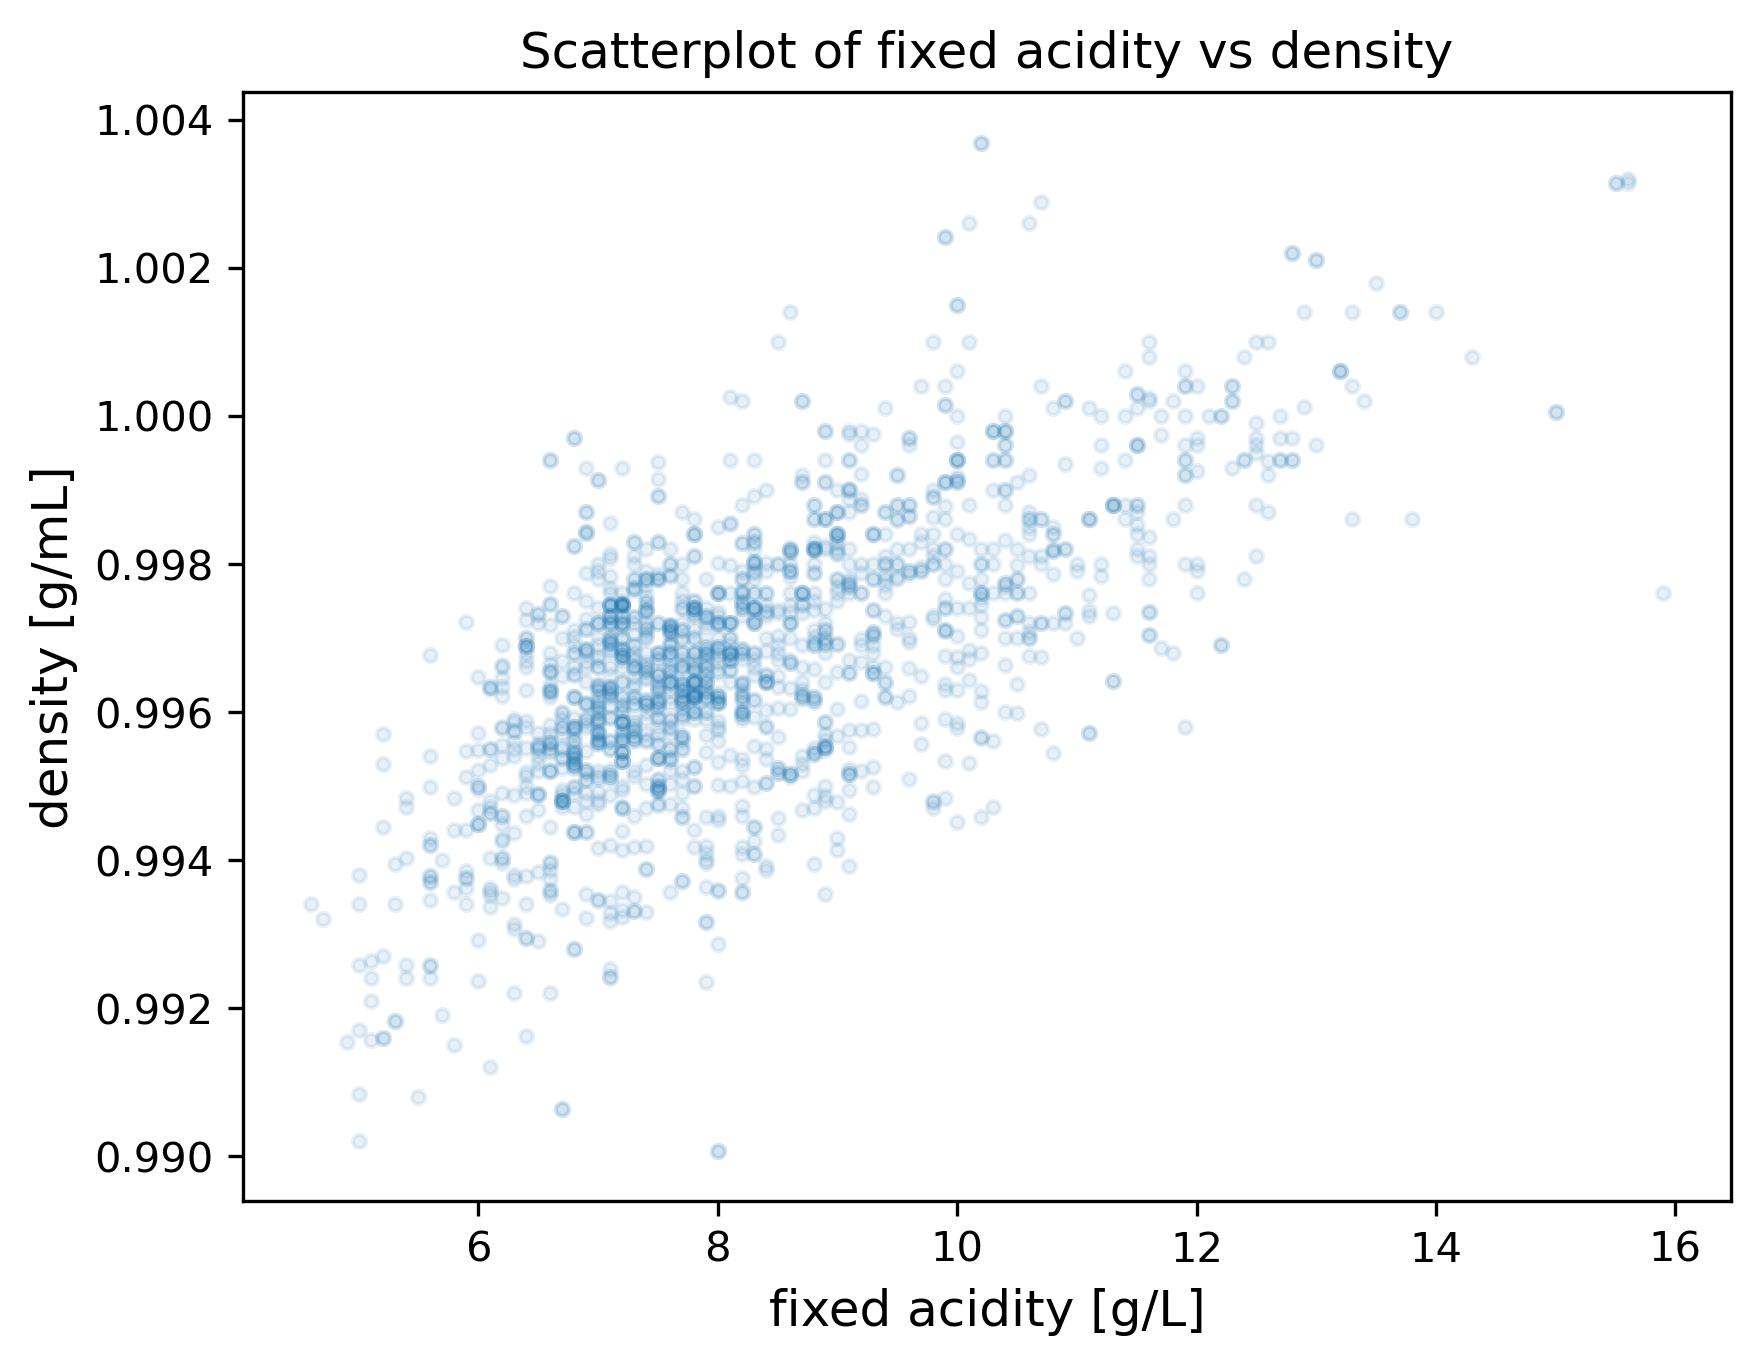 Scatterplot of fixed acidity vs density
1.004
1.002
1.000
0.998
0.996
0.994
0.992
0.990
density [g/mL]
6 8 10 12 14 16
fixed acidity [g/L]